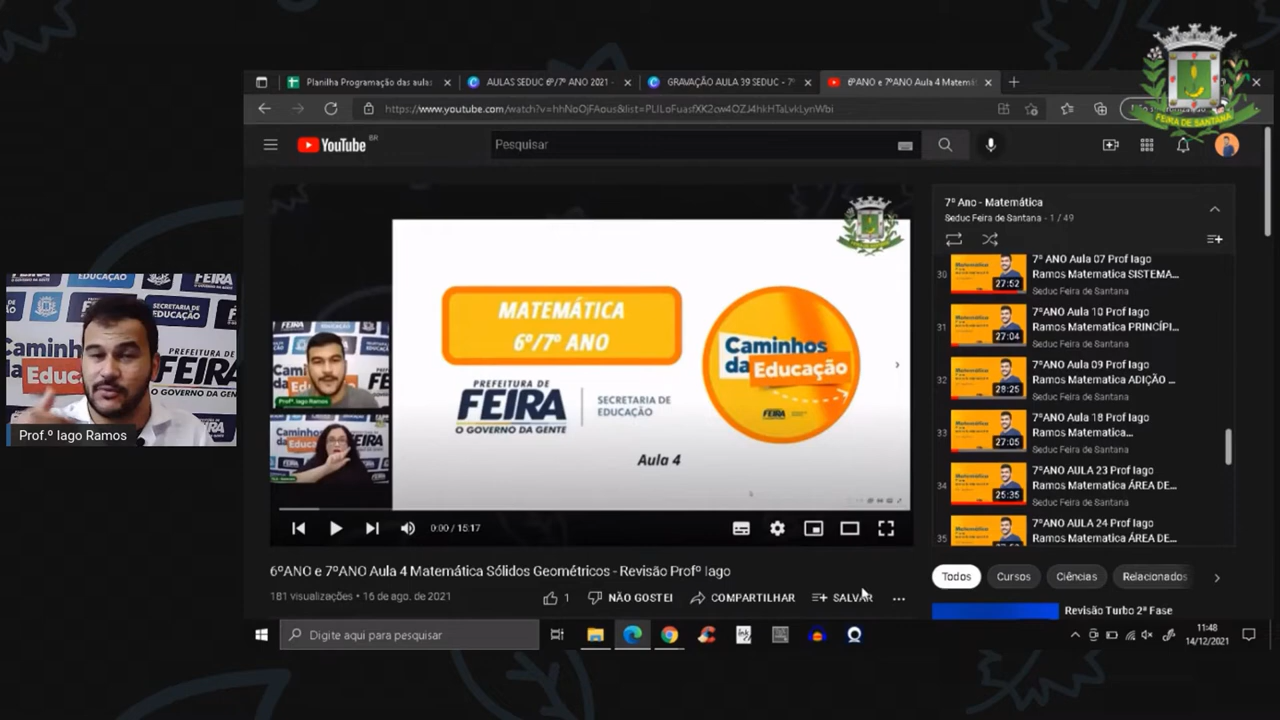 FEIRA DE SANTANA
Planilha Programação das aulas
AULAS SEDUC 6º/7º ANO 2021 -
GRAVAÇÃO AULA 39 SEDUC - 7º
6ºANO e 7ºANO Aula 4 Matemát
https://www.youtube.com/watch?v=hhNoOjFAous&list=PLILoFuasfXK2cw4OZJ4hkHTaLvkLynWbi
YouTube BR
Pesquisar
MATEMÁTICA
6º/7º ANO
PREFEITURA DE
FEIRA
O GOVERNO DA GENTE
SECRETARIA DE
EDUCAÇÃO
Caminhos
da Educação
FEIRA
Aula 4
Profº. Iago Ramos
0:00 / 15:17
6ºANO e 7ºANO Aula 4 Matemática Sólidos Geométricos - Revisão Profº Iago
181 visualizações • 16 de ago. de 2021
1
NÃO GOSTEI
COMPARTILHAR
SALVAR
7º Ano - Matemática
Seduc Feira de Santana - 1 / 49
30
27:52
7º ANO Aula 07 Prof Iago
Ramos Matematica SISTEMA...
Seduc Feira de Santana
31
27:04
7ºANO Aula 10 Prof Iago
Ramos Matematica PRINCÍPI...
Seduc Feira de Santana
32
28:25
7ºANO Aula 09 Prof Iago
Ramos Matematica ADIÇÃO ...
Seduc Feira de Santana
33
27:05
7ºANO Aula 18 Prof Iago
Ramos Matematica...
Seduc Feira de Santana
34
25:35
7ºANO AULA 23 Prof Iago
Ramos Matematica ÁREA DE...
Seduc Feira de Santana
35
7ºANO AULA 24 Prof Iago
Ramos Matematica ÁREA DE...
Todos
Cursos
Ciências
Relacionados
Revisão Turbo 2ª Fase
EDUCAÇÃO
FEIRA
SECRETARIA DE
EDUCAÇÃO
Caminhos
da Educ
PREFEITURA DE
FEIRA
O GOVERNO DA GENTE
Prof.º Iago Ramos
Digite aqui para pesquisar
11:48
14/12/2021